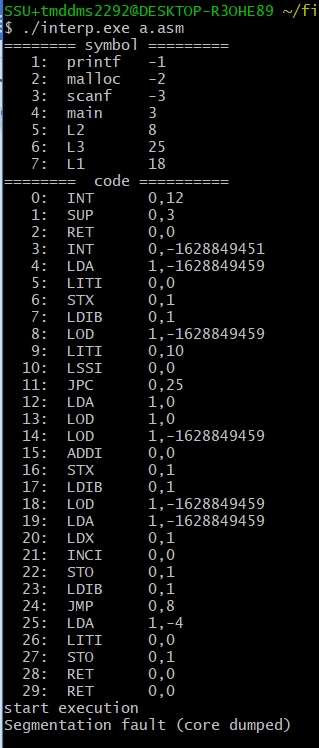 SSU+tmddms2292@DESKTOP-R3OHE89 ~/fi
$ ./interp.exe a.asm
======== symbol =========
1: printf -1
2: malloc -2
3: scanf -3
4: main 3
5: L2 8
6: L3 25
7: L1 18
======== code ==========
0: INT 0,12
1: SUP 0,3
2: RET 0,0
3: INT 0,-1628849451
4: LDA 1,-1628849459
5: LITI 0,0
6: STX 0,1
7: LDIB 0,1
8: LOD 1,-1628849459
9: LITI 0,10
10: LSSI 0,0
11: JPC 0,25
12: LDA 1,0
13: LOD 1,0
14: LOD 1,-1628849459
15: ADDI 0,0
16: STX 0,1
17: LDIB 0,1
18: LOD 1,-1628849459
19: LDA 1,-1628849459
20: LDX 0,1
21: INCI 0,0
22: STO 0,1
23: LDIB 0,1
24: JMP 0,8
25: LDA 1,-4
26: LITI 0,0
27: STO 0,1
28: RET 0,0
29: RET 0,0
start execution
Segmentation fault (core dumped)